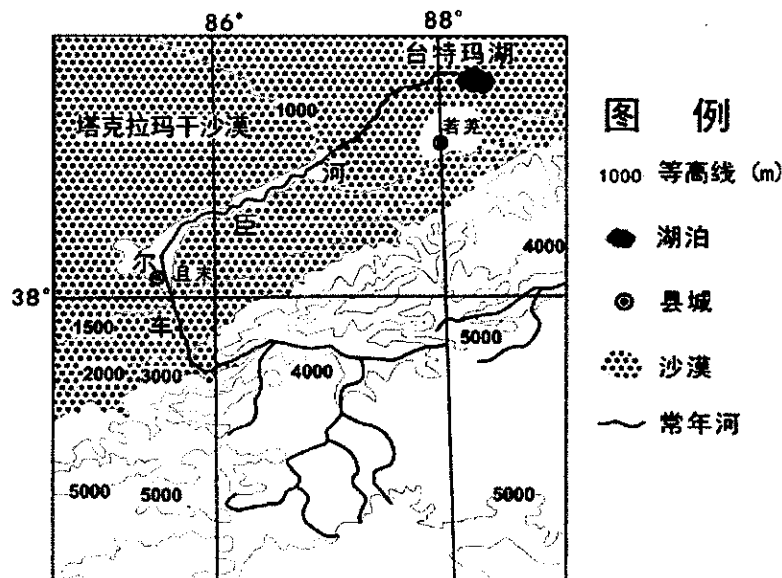 86°
88°
台特玛湖
1000
塔克拉玛干沙漠
若羌
河
臣
尔
且末
4000
38°
车
1500
2000
3000
4000
5000
5000
5000
5000
图 例
1000 等高线 (m)
湖泊
县城
沙漠
常年河